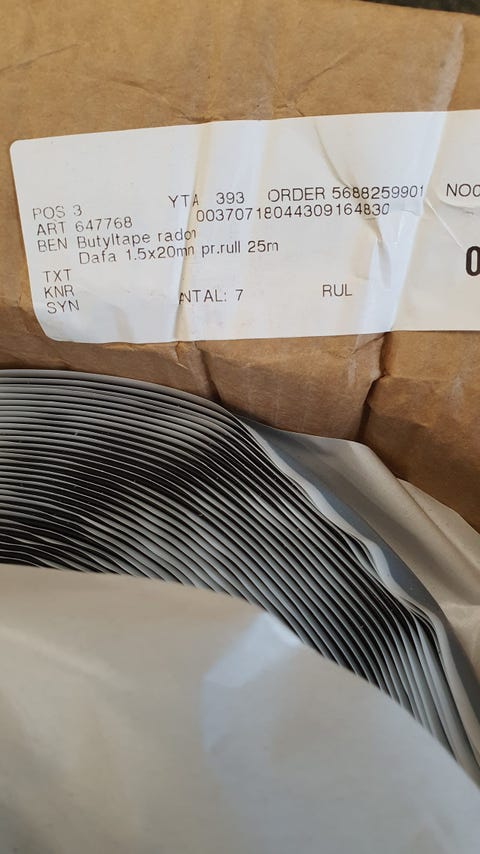 POS 3 YTA 393 ORDER 5688259901
ART 647768 00370718044309164830
BEN Butyltape radon
Dafa 1.5x20mm pr.rull 25m
TXT
KNR ANTAL: 7 RUL
SYN